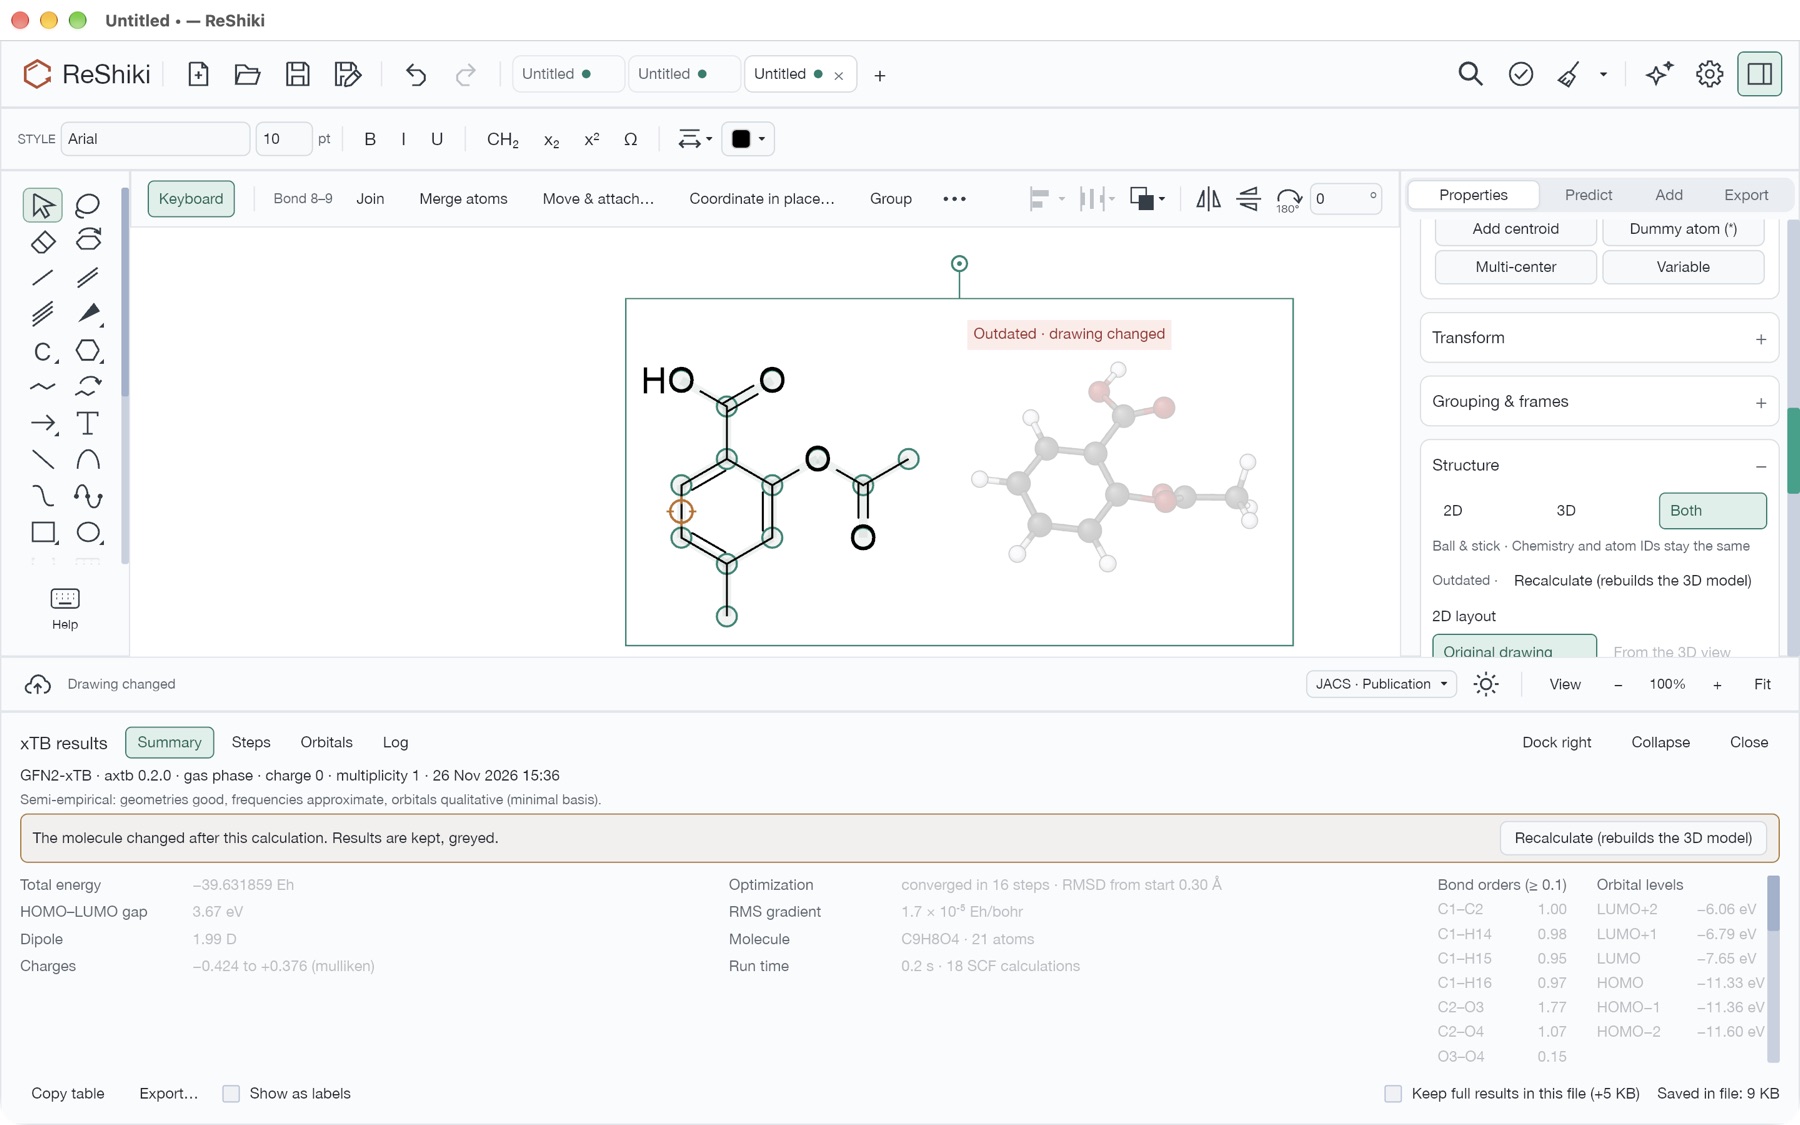 Untitled • — ReShiki
ReShiki
Untitled
Untitled
Untitled
STYLE Arial 10 pt B I U CH₂ x₂ x² Ω
Keyboard Bond 8–9 Join Merge atoms Move & attach… Coordinate in place… Group ••• 180° 0 °
Properties Predict Add Export
Add centroid Dummy atom (*)
Multi-center Variable
Transform +
Grouping & frames +
Structure −
2D 3D Both
Ball & stick · Chemistry and atom IDs stay the same
Outdated · Recalculate (rebuilds the 3D model)
2D layout
Original drawing From the 3D view
C
T
Help
Outdated · drawing changed
HO O
O
O
Drawing changed JACS · Publication View − 100% + Fit
xTB results Summary Steps Orbitals Log Dock right Collapse Close
GFN2-xTB · axtb 0.2.0 · gas phase · charge 0 · multiplicity 1 · 26 Nov 2026 15:36
Semi-empirical: geometries good, frequencies approximate, orbitals qualitative (minimal basis).
The molecule changed after this calculation. Results are kept, greyed. Recalculate (rebuilds the 3D model)
Total energy −39.631859 Eh
HOMO–LUMO gap 3.67 eV
Dipole 1.99 D
Charges −0.424 to +0.376 (mulliken)
Optimization converged in 16 steps · RMSD from start 0.30 Å
RMS gradient 1.7 × 10⁻⁵ Eh/bohr
Molecule C9H8O4 · 21 atoms
Run time 0.2 s · 18 SCF calculations
Bond orders (≥ 0.1)
C1–C2 1.00
C1–H14 0.98
C1–H15 0.95
C1–H16 0.97
C2–O3 1.77
C2–O4 1.07
O3–O4 0.15
Orbital levels
LUMO+2 −6.06 eV
LUMO+1 −6.79 eV
LUMO −7.65 eV
HOMO −11.33 eV
HOMO−1 −11.36 eV
HOMO−2 −11.60 eV
Copy table Export… Show as labels Keep full results in this file (+5 KB) Saved in file: 9 KB